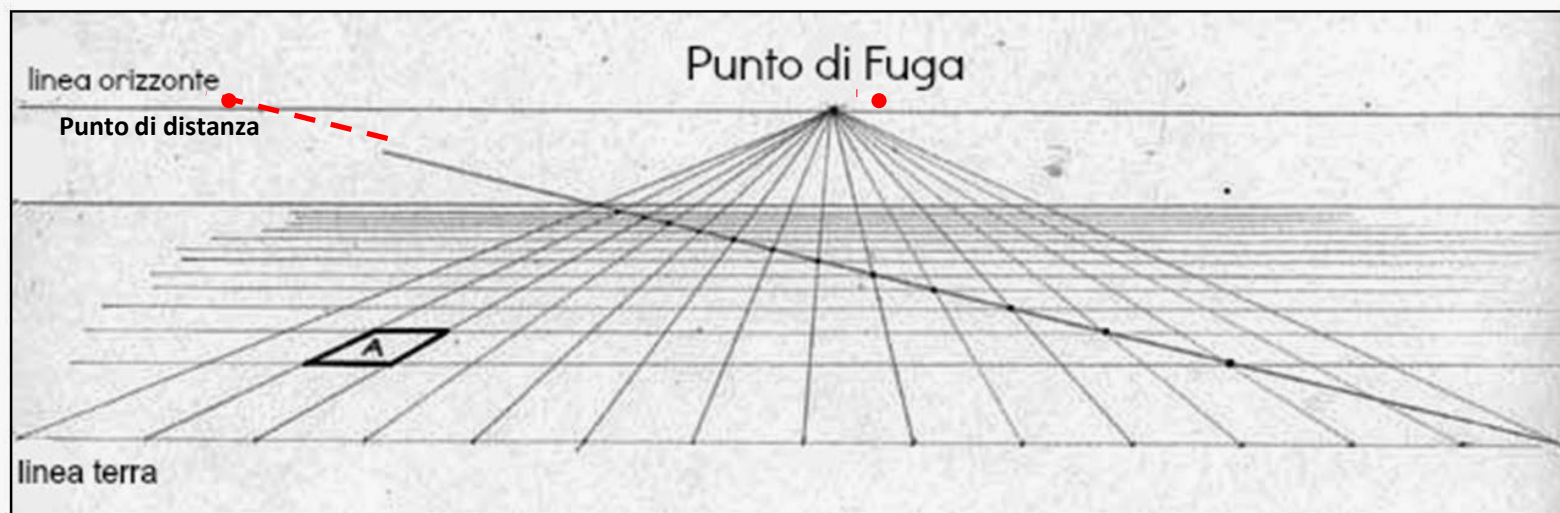 Punto di Fuga
linea orizzonte
Punto di distanza
A
linea terra